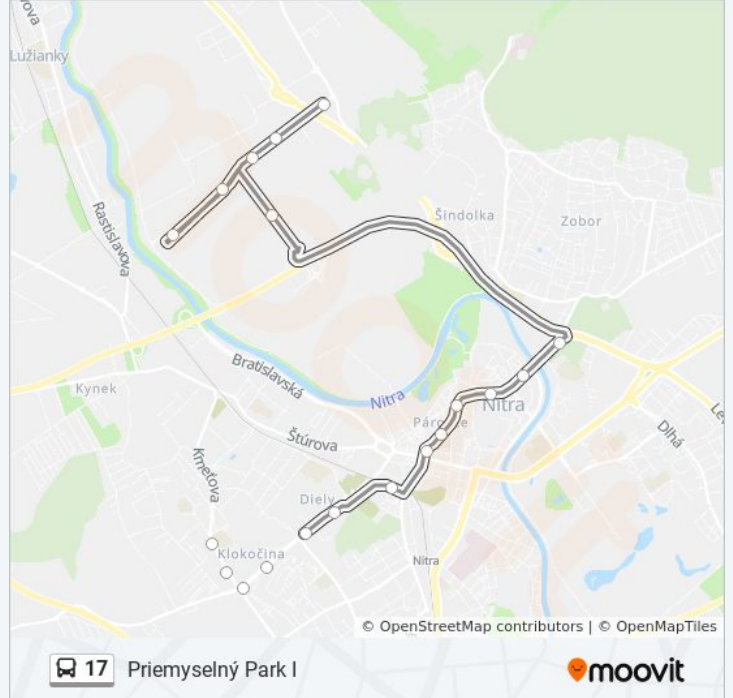 Lužianky
Rastislavova
Šindolka
Zobor
Bratislavská
Kynek
Nitra
Nitra
Štúrova
Dlhá
Kmeťova
Diely
Klokočina
Nitra
© OpenStreetMap contributors | © OpenMapTiles
17 Priemyselný Park I
moovit